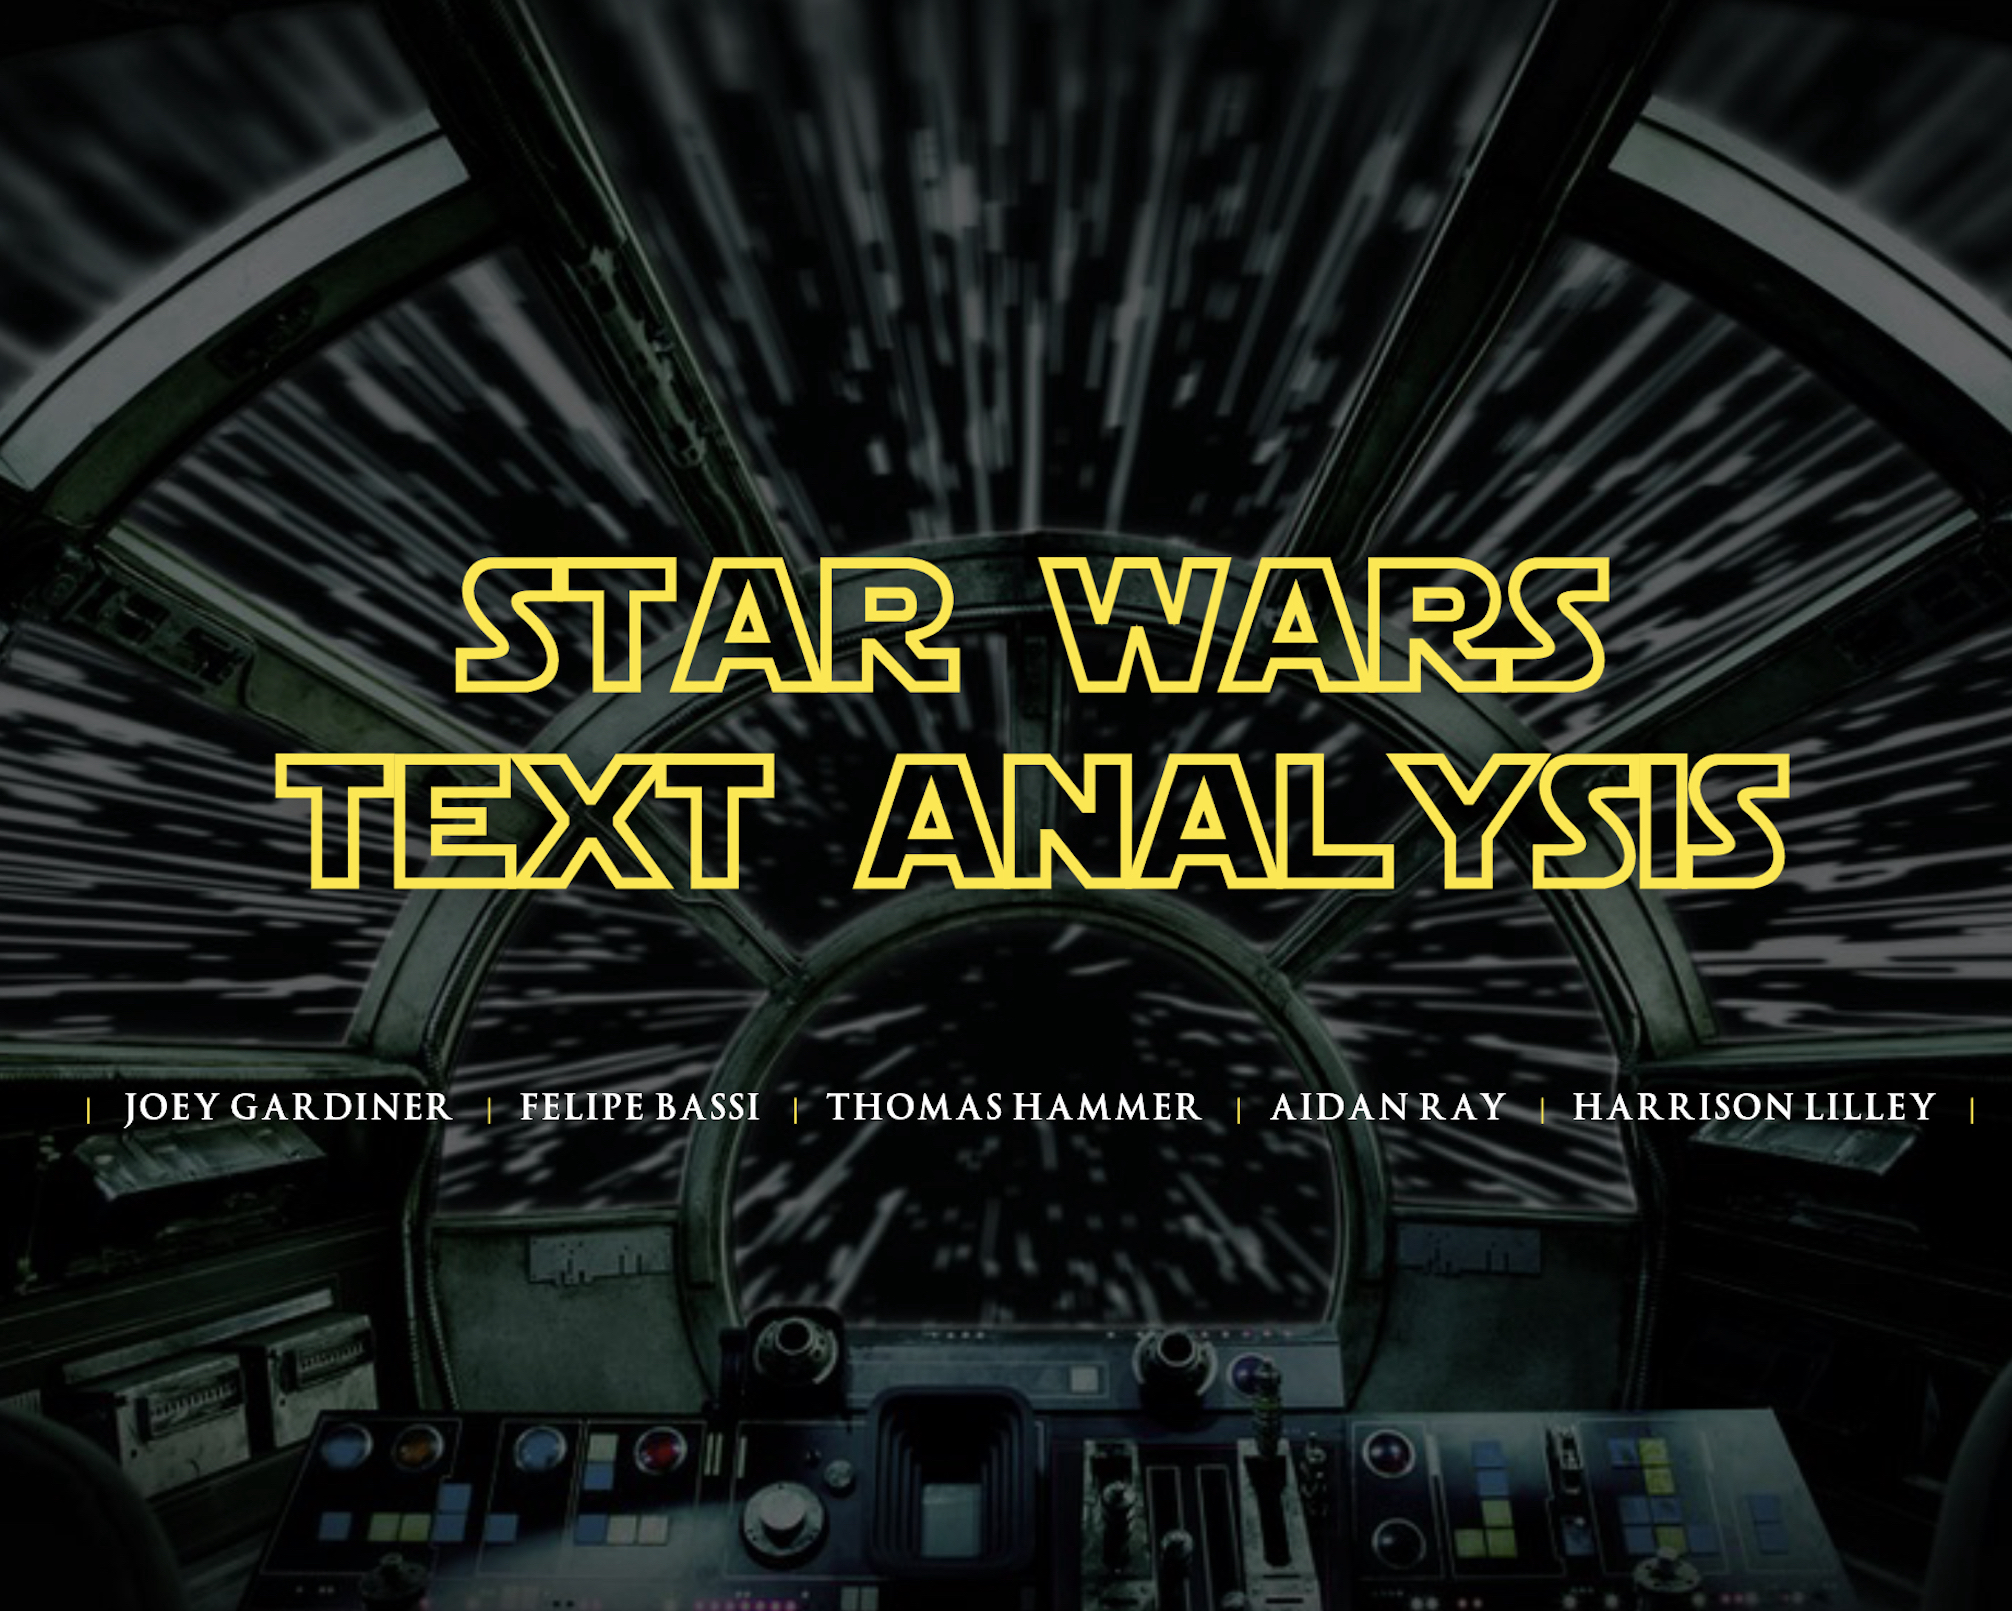 STAR WARS
TEXT ANALYSIS
| JOEY GARDINER | FELIPE BASSI | THOMAS HAMMER | AIDAN RAY | HARRISON LILLEY |